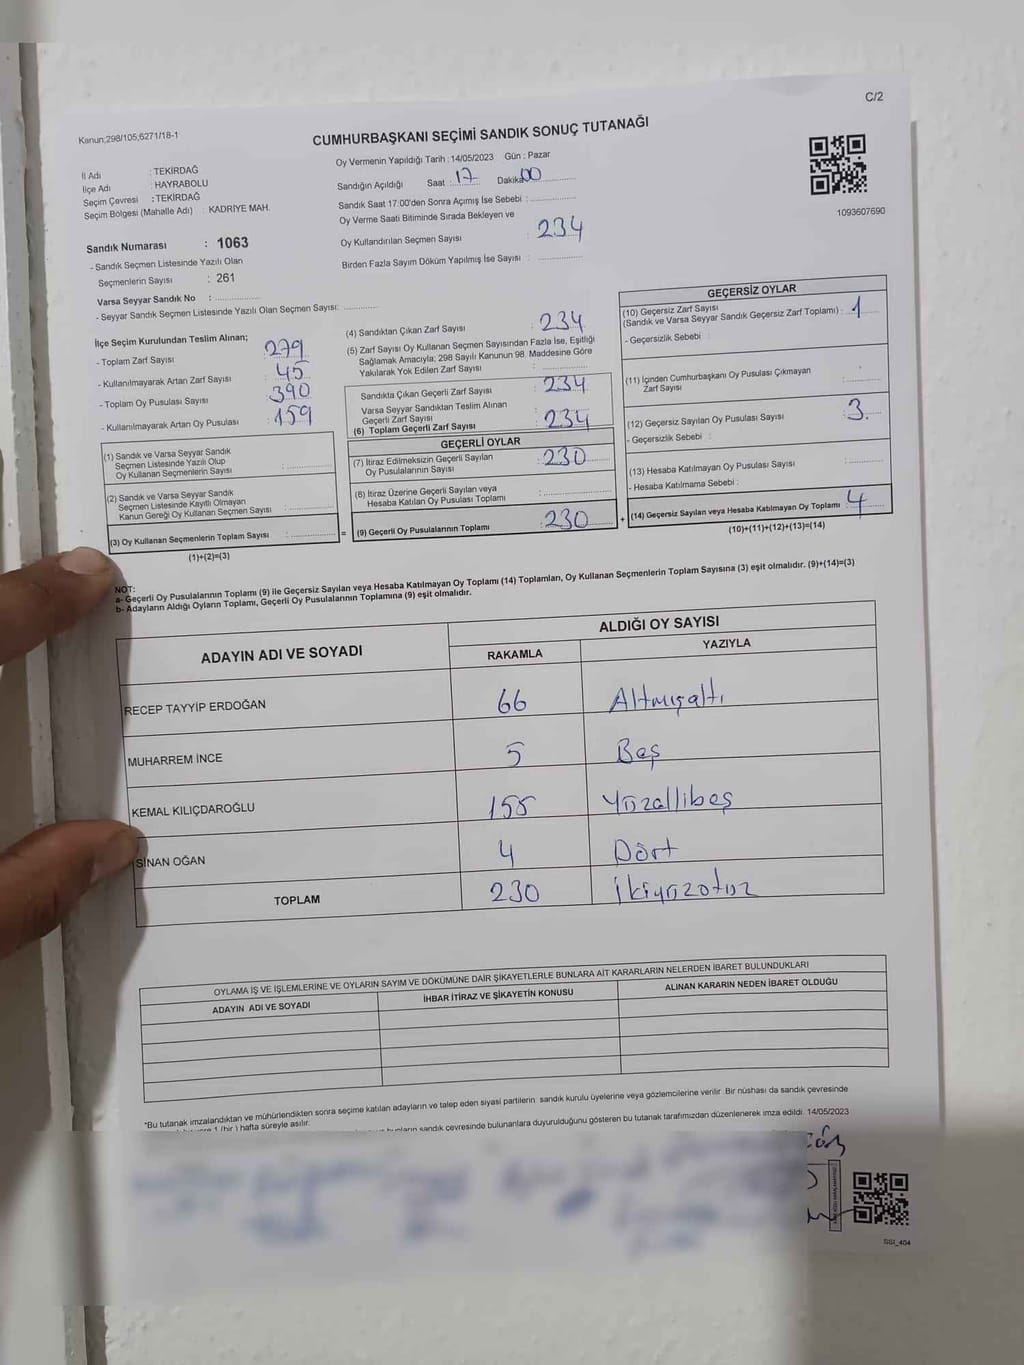 C/2
Kanun;298/105;6271/18-1
CUMHURBAŞKANI SEÇİMİ SANDIK SONUÇ TUTANAĞI
İl Adı : TEKİRDAĞ
İlçe Adı : HAYRABOLU
Seçim Çevresi : TEKİRDAĞ
Seçim Bölgesi (Mahalle Adı) : KADRİYE MAH.
Sandık Numarası : 1063
- Sandık Seçmen Listesinde Yazılı Olan
Seçmenlerin Sayısı : 261
Varsa Seyyar Sandık No :
- Seyyar Sandık Seçmen Listesinde Yazılı Olan Seçmen Sayısı:
Oy Vermenin Yapıldığı Tarih : 14/05/2023 Gün : Pazar
Sandığın Açıldığı Saat : 17 Dakika 00
Sandık Saat 17:00'den Sonra Açımış İse Sebebi :
Oy Verme Saati Bitiminde Sırada Bekleyen ve
Oy Kullandırılan Seçmen Sayısı : 234
Birden Fazla Sayım Döküm Yapılmış İse Sayısı :
1093607690
İlçe Seçim Kurulundan Teslim Alınan;
- Toplam Zarf Sayısı : 279
- Kullanılmayarak Artan Zarf Sayısı : 45
- Toplam Oy Pusulası Sayısı : 390
- Kullanılmayarak Artan Oy Pusulası : 159
(1) Sandık ve Varsa Seyyar Sandık
Seçmen Listesinde Yazılı Olup
Oy Kullanan Seçmenlerin Sayısı :
(2) Sandık ve Varsa Seyyar Sandık
Seçmen Listesinde Kayıtlı Olmayan
Kanun Gereği Oy Kullanan Seçmen Sayısı :
(3) Oy Kullanan Seçmenlerin Toplam Sayısı : =
(1)+(2)=(3)
(4) Sandıktan Çıkan Zarf Sayısı : 234
(5) Zarf Sayısı Oy Kullanan Seçmen Sayısından Fazla İse, Eşitliği
Sağlamak Amacıyla; 298 Sayılı Kanunun 98. Maddesine Göre
Yakılarak Yok Edilen Zarf Sayısı :
Sandıkta Çıkan Geçerli Zarf Sayısı : 234
Varsa Seyyar Sandıktan Teslim Alınan
Geçerli Zarf Sayısı
(6) Toplam Geçerli Zarf Sayısı : 234
GEÇERLİ OYLAR
(7) İtiraz Edilmeksizin Geçerli Sayılan
Oy Pusulalarının Sayısı : 230
(8) İtiraz Üzerine Geçerli Sayılan veya
Hesaba Katılan Oy Pusulası Toplamı :
(9) Geçerli Oy Pusulalarının Toplamı : 230 +
GEÇERSİZ OYLAR
(10) Geçersiz Zarf Sayısı
(Sandık ve Varsa Seyyar Sandık Geçersiz Zarf Toplamı) : 1
- Geçersizlik Sebebi :
(11) İçinden Cumhurbaşkanı Oy Pusulası Çıkmayan
Zarf Sayısı :
(12) Geçersiz Sayılan Oy Pusulası Sayısı : 3
- Geçersizlik Sebebi :
(13) Hesaba Katılmayan Oy Pusulası Sayısı :
- Hesaba Katılmama Sebebi :
(14) Geçersiz Sayılan veya Hesaba Katılmayan Oy Toplamı : 4
(10)+(11)+(12)+(13)=(14)
NOT:
a- Geçerli Oy Pusulalarının Toplamı (9) ile Geçersiz Sayılan veya Hesaba Katılmayan Oy Toplamı (14) Toplamları, Oy Kullanan Seçmenlerin Toplam Sayısına (3) eşit olmalıdır. (9)+(14)=(3)
b- Adayların Aldığı Oyların Toplamı, Geçerli Oy Pusulalarının Toplamına (9) eşit olmalıdır.
ADAYIN ADI VE SOYADI
ALDIĞI OY SAYISI
RAKAMLA YAZIYLA
RECEP TAYYİP ERDOĞAN 66 Altmışaltı
MUHARREM İNCE 5 Beş
KEMAL KILIÇDAROĞLU 155 Yüzellibeş
SİNAN OĞAN 4 Dört
TOPLAM 230 İkiyüzotuz
OYLAMA İŞ VE İŞLEMLERİNE VE OYLARIN SAYIM VE DÖKÜMÜNE DAİR ŞİKAYETLERLE BUNLARA AİT KARARLARIN NELERDEN İBARET BULUNDUKLARI
ADAYIN ADI VE SOYADI İHBAR İTİRAZ VE ŞİKAYETİN KONUSU ALINAN KARARIN NEDEN İBARET OLDUĞU
*Bu tutanak imzalandıktan ve mühürlendikten sonra seçime katılan adayların ve talep eden siyasi partilerin sandık kurulu üyelerine veya gözlemcilerine verilir. Bir nüshası da sandık çevresinde
1 (bir) hafta süreyle asılır.
bunların sandık çevresinde bulunanlara duyurulduğunu gösteren bu tutanak tarafımızdan düzenlenerek imza edildi. 14/05/2023
SSI_404